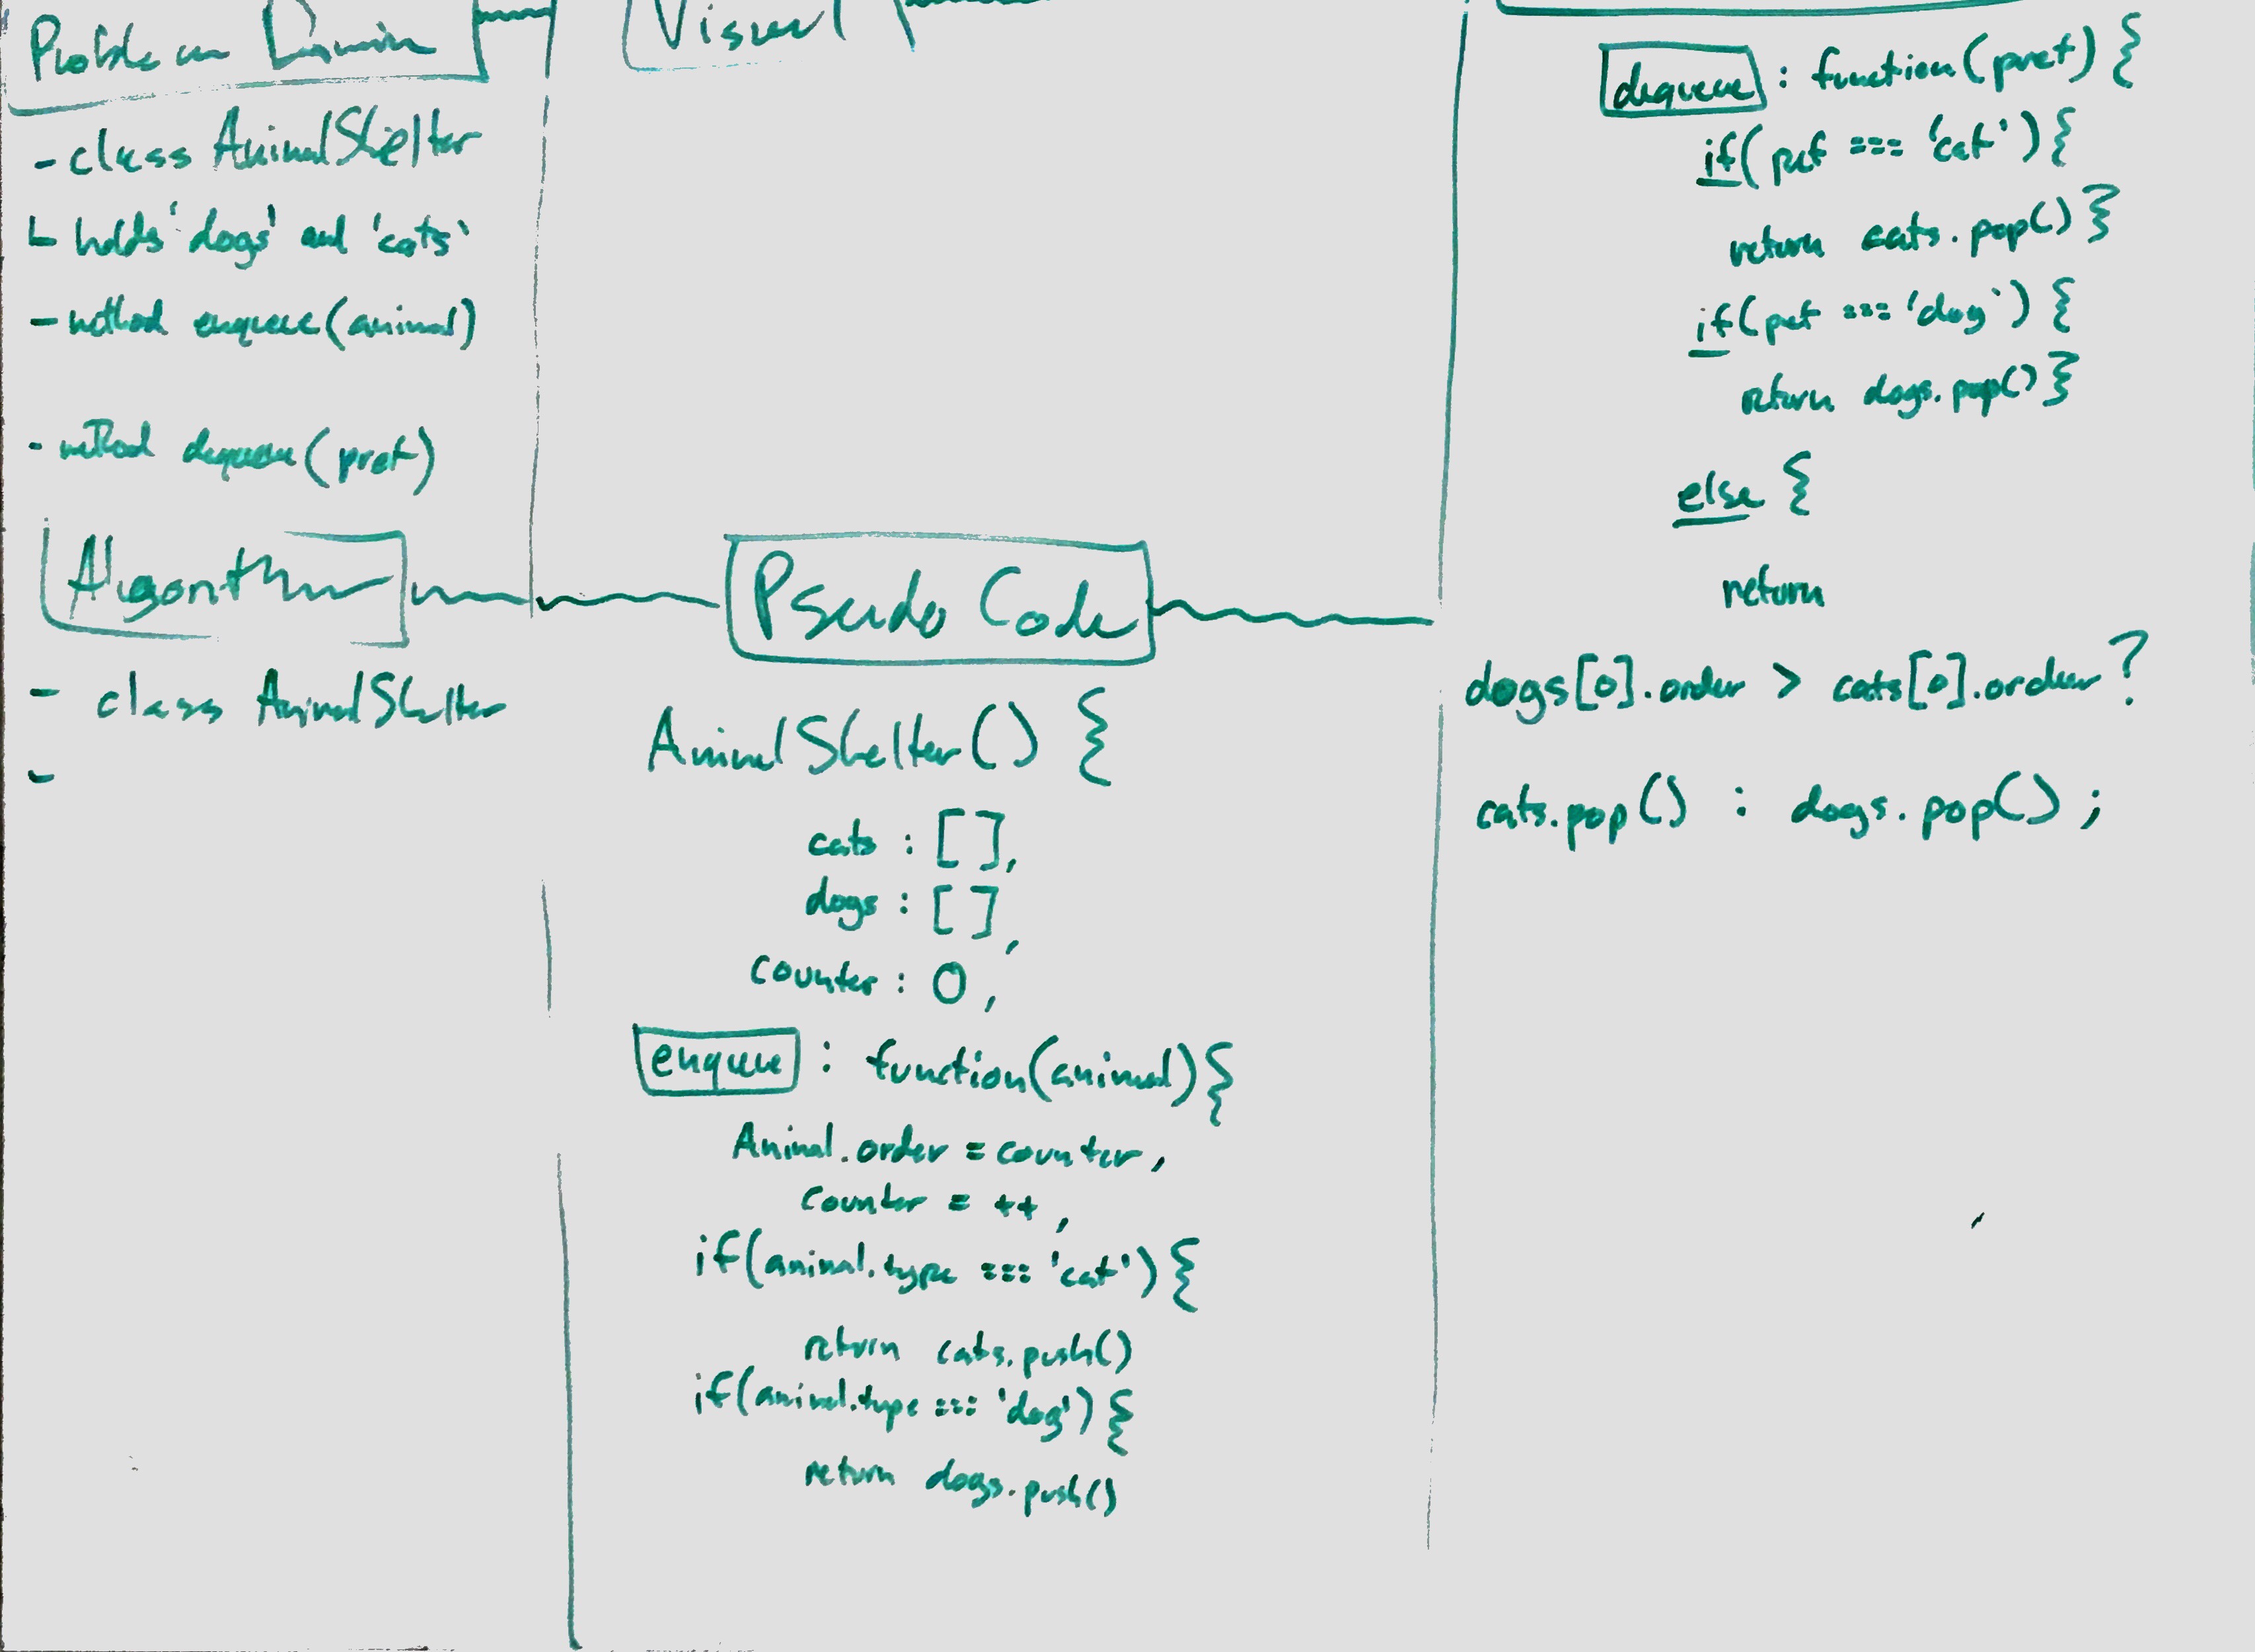 Problem Domain
- class AnimalShelter
holds 'dogs' and 'cats'
- method enqueue(animal)
- method dequeue(pref)
Algorithm
- class AnimalShelter
-
Visual
Pseudo Code
AnimalShelter() {
cats : [],
dogs : [],
counter : 0,
enqueue : function(animal){
Animal.order = counter,
counter = ++,
if(animal.type === 'cat'){
return cats.push()
if(animal.type === 'dog'){
return dogs.push()
dequeue : function(pref) {
if(pref === 'cat'){
return cats.pop()}
if(pref === 'dog'){
return dogs.pop()}
else {
return
dogs[0].order > cats[0].order?
cats.pop() : dogs.pop();